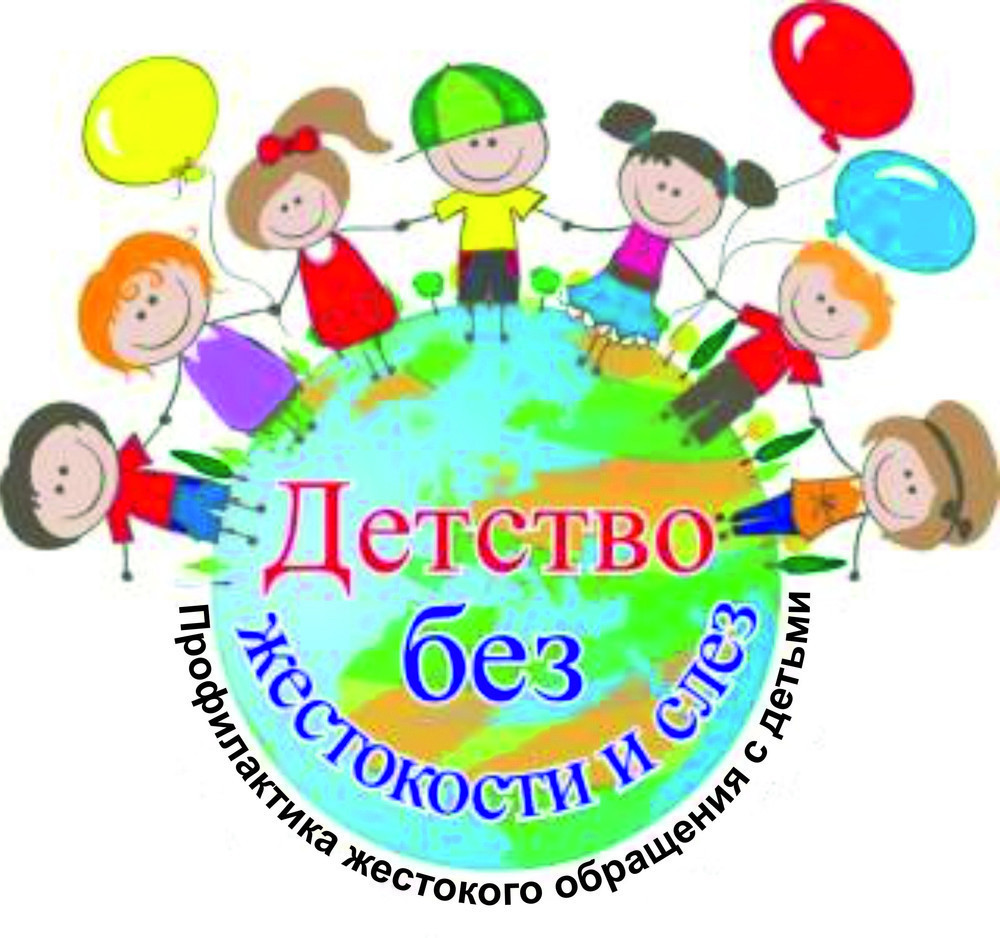 Детство
без
жестокости и слез
Профилактика жестокого обращения с детьми